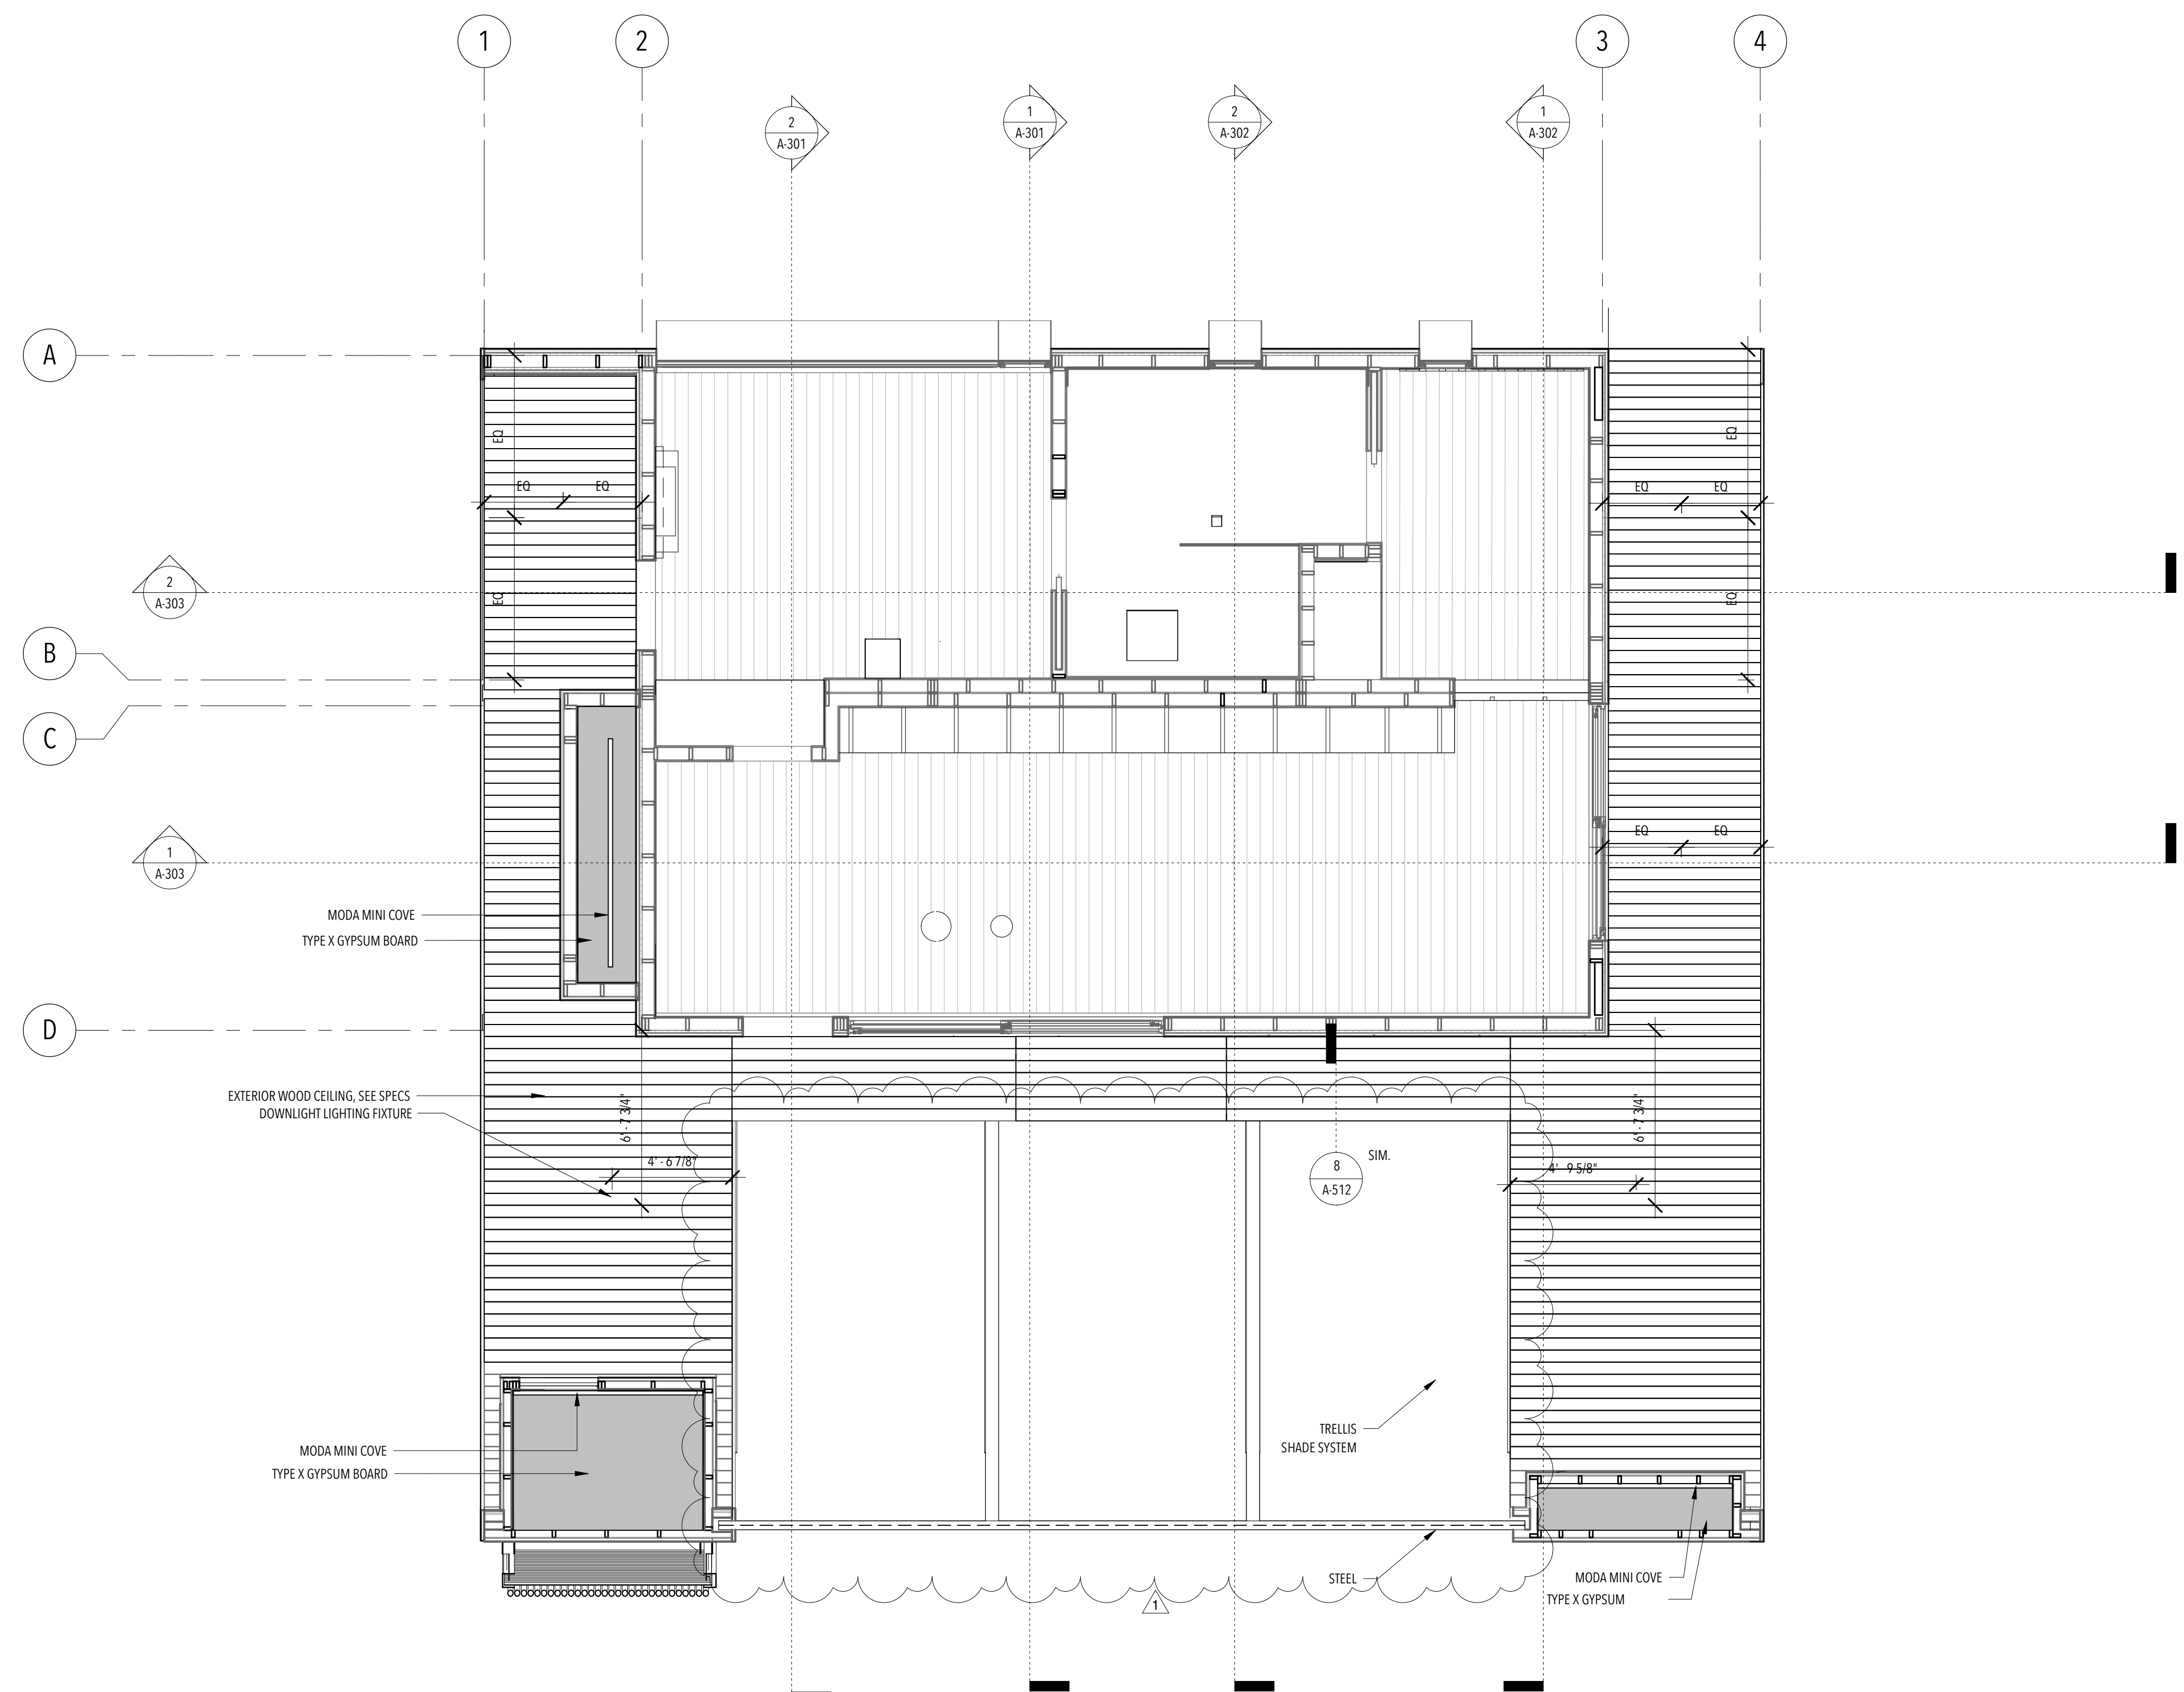 1
2
3
4
2
A-301
1
A-301
2
A-302
1
A-302
A
EQ
EQ
EQ
EQ
EQ
EQ
EQ
2
A-303
EQ
EQ
B
C
EQ
EQ
1
A-303
MODA MINI COVE
TYPE X GYPSUM BOARD
D
EXTERIOR WOOD CEILING, SEE SPECS
DOWNLIGHT LIGHTING FIXTURE
6' - 7 3/4"
6' - 7 3/4"
4' - 6 7/8"
8
A-512
SIM.
4' 9 5/8"
TRELLIS
SHADE SYSTEM
MODA MINI COVE
TYPE X GYPSUM BOARD
STEEL
MODA MINI COVE
TYPE X GYPSUM
1